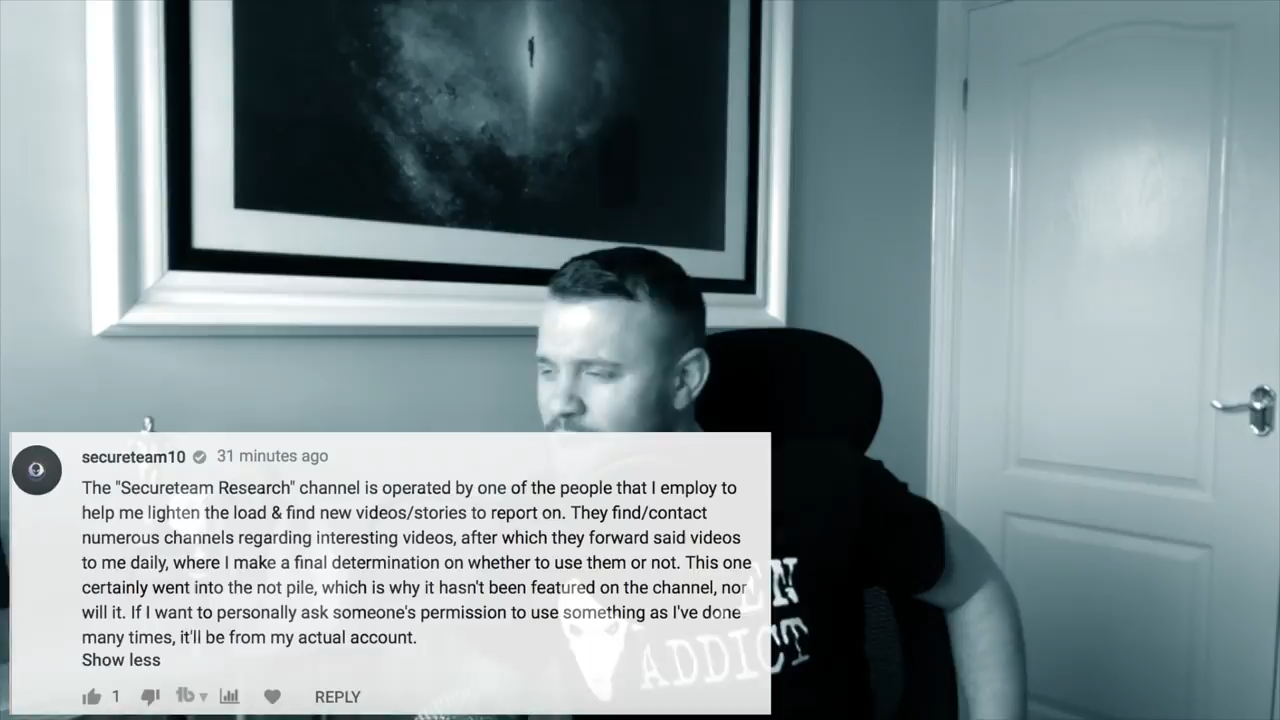 secureteam10 31 minutes ago
The "Secureteam Research" channel is operated by one of the people that I employ to
help me lighten the load & find new videos/stories to report on. They find/contact
numerous channels regarding interesting videos, after which they forward said videos
to me daily, where I make a final determination on whether to use them or not. This one
certainly went into the not pile, which is why it hasn't been featured on the channel, nor
will it. If I want to personally ask someone's permission to use something as I've done
many times, it'll be from my actual account.
Show less
1 REPLY
ADDICT